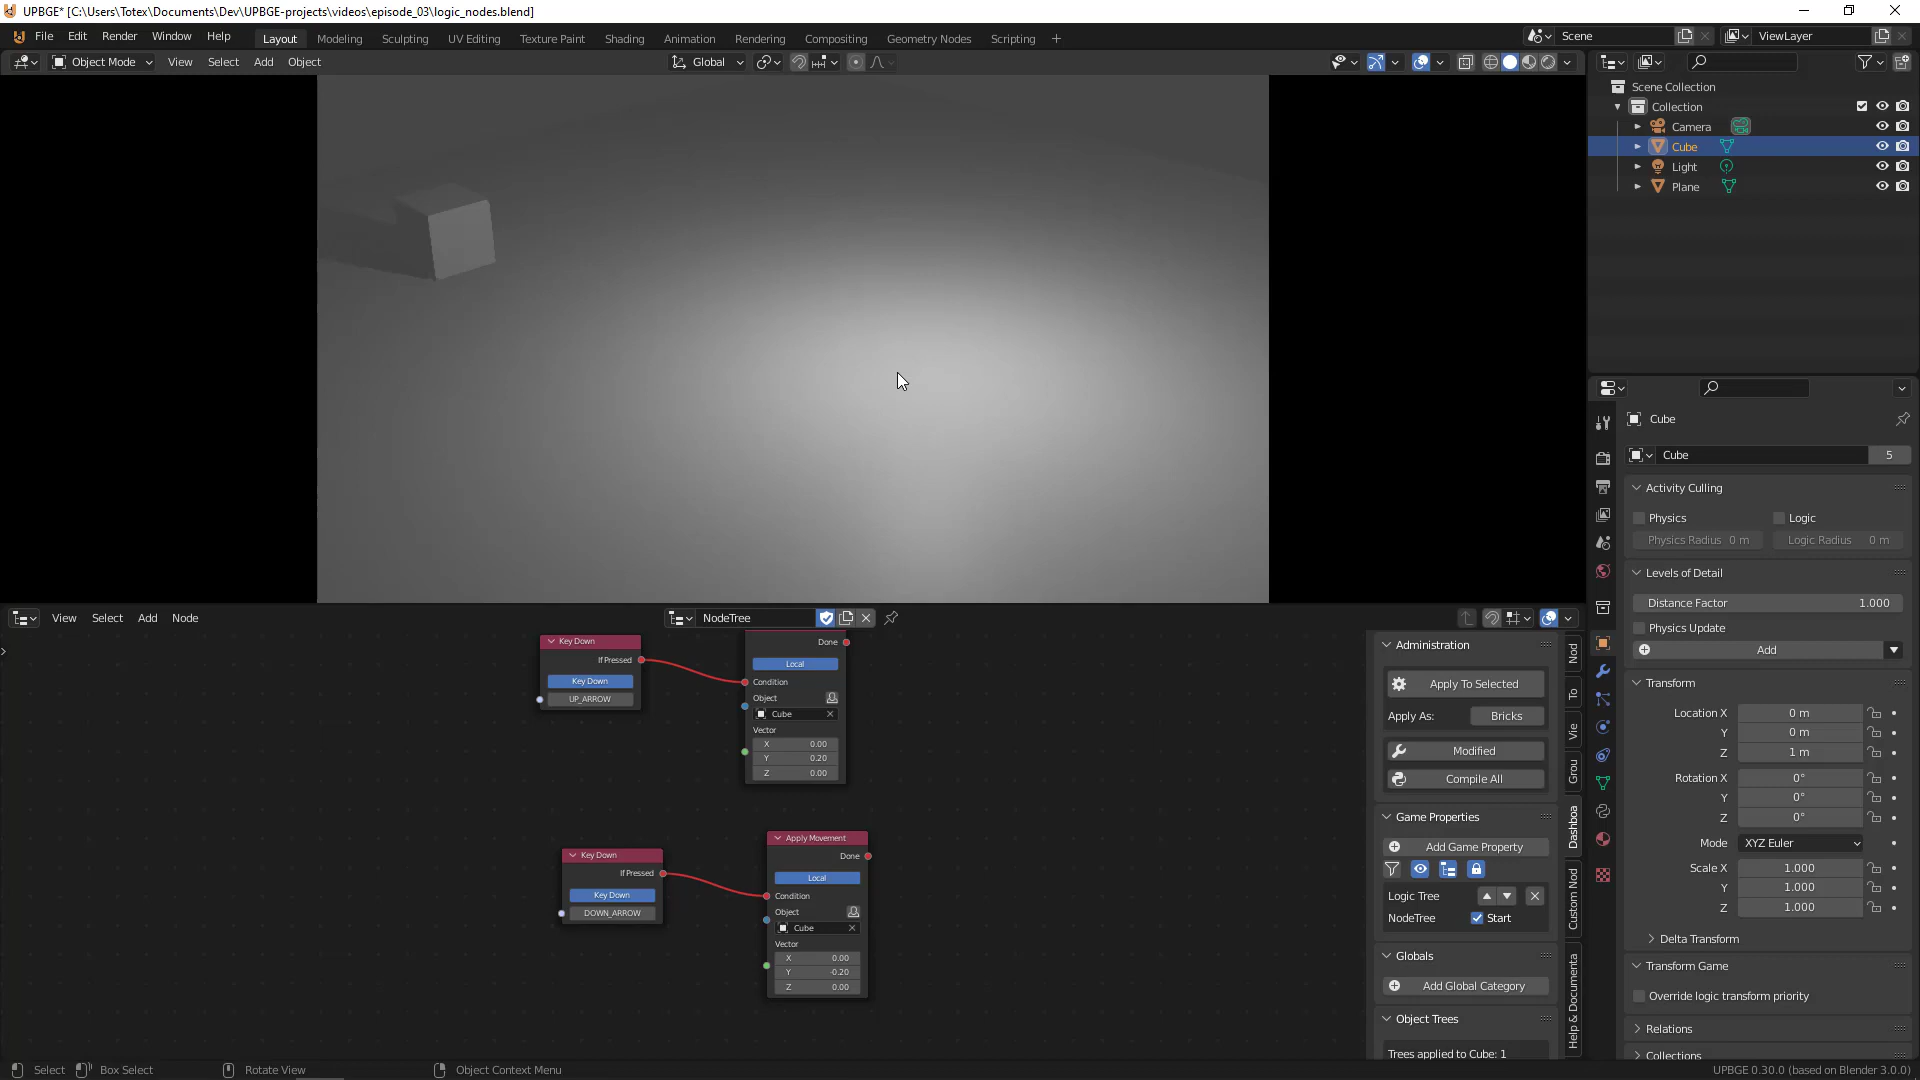 UPBGE* [C:\Users\Totex\Documents\Dev\UPBGE-projects\videos\episode_03\logic_nodes.blend]
File Edit Render Window Help Layout Modeling Sculpting UV Editing Texture Paint Shading Animation Rendering Compositing Geometry Nodes Scripting + Scene ViewLayer
Object Mode View Select Add Object Global
Scene Collection
Collection
Camera
Cube
Light
Plane
Cube
Cube 5
Activity Culling
Physics Logic
Physics Radius 0 m Logic Radius 0 m
Levels of Detail
Distance Factor 1.000
Physics Update
Add
Transform
Location X 0 m
Y 0 m
Z 1 m
Rotation X 0°
Y 0°
Z 0°
Mode XYZ Euler
Scale X 1.000
Y 1.000
Z 1.000
Delta Transform
Transform Game
Override logic transform priority
Relations
Collections
View Select Add Node NodeTree
Key Down
If Pressed
Key Down
UP_ARROW
Done
Local
Condition
Object
Cube
Vector
X 0.00
Y 0.20
Z 0.00
Key Down
If Pressed
Key Down
DOWN_ARROW
Apply Movement
Done
Local
Condition
Object
Cube
Vector
X 0.00
Y -0.20
Z 0.00
Administration
Apply To Selected
Apply As: Bricks
Modified
Compile All
Game Properties
Add Game Property
Logic Tree
NodeTree Start
Globals
Add Global Category
Object Trees
Trees applied to Cube: 1
Nod
To
Vie
Grou
Dashboa
Custom Nod
Help & Documenta
Select Box Select Rotate View Object Context Menu UPBGE 0.30.0 (based on Blender 3.0.0)